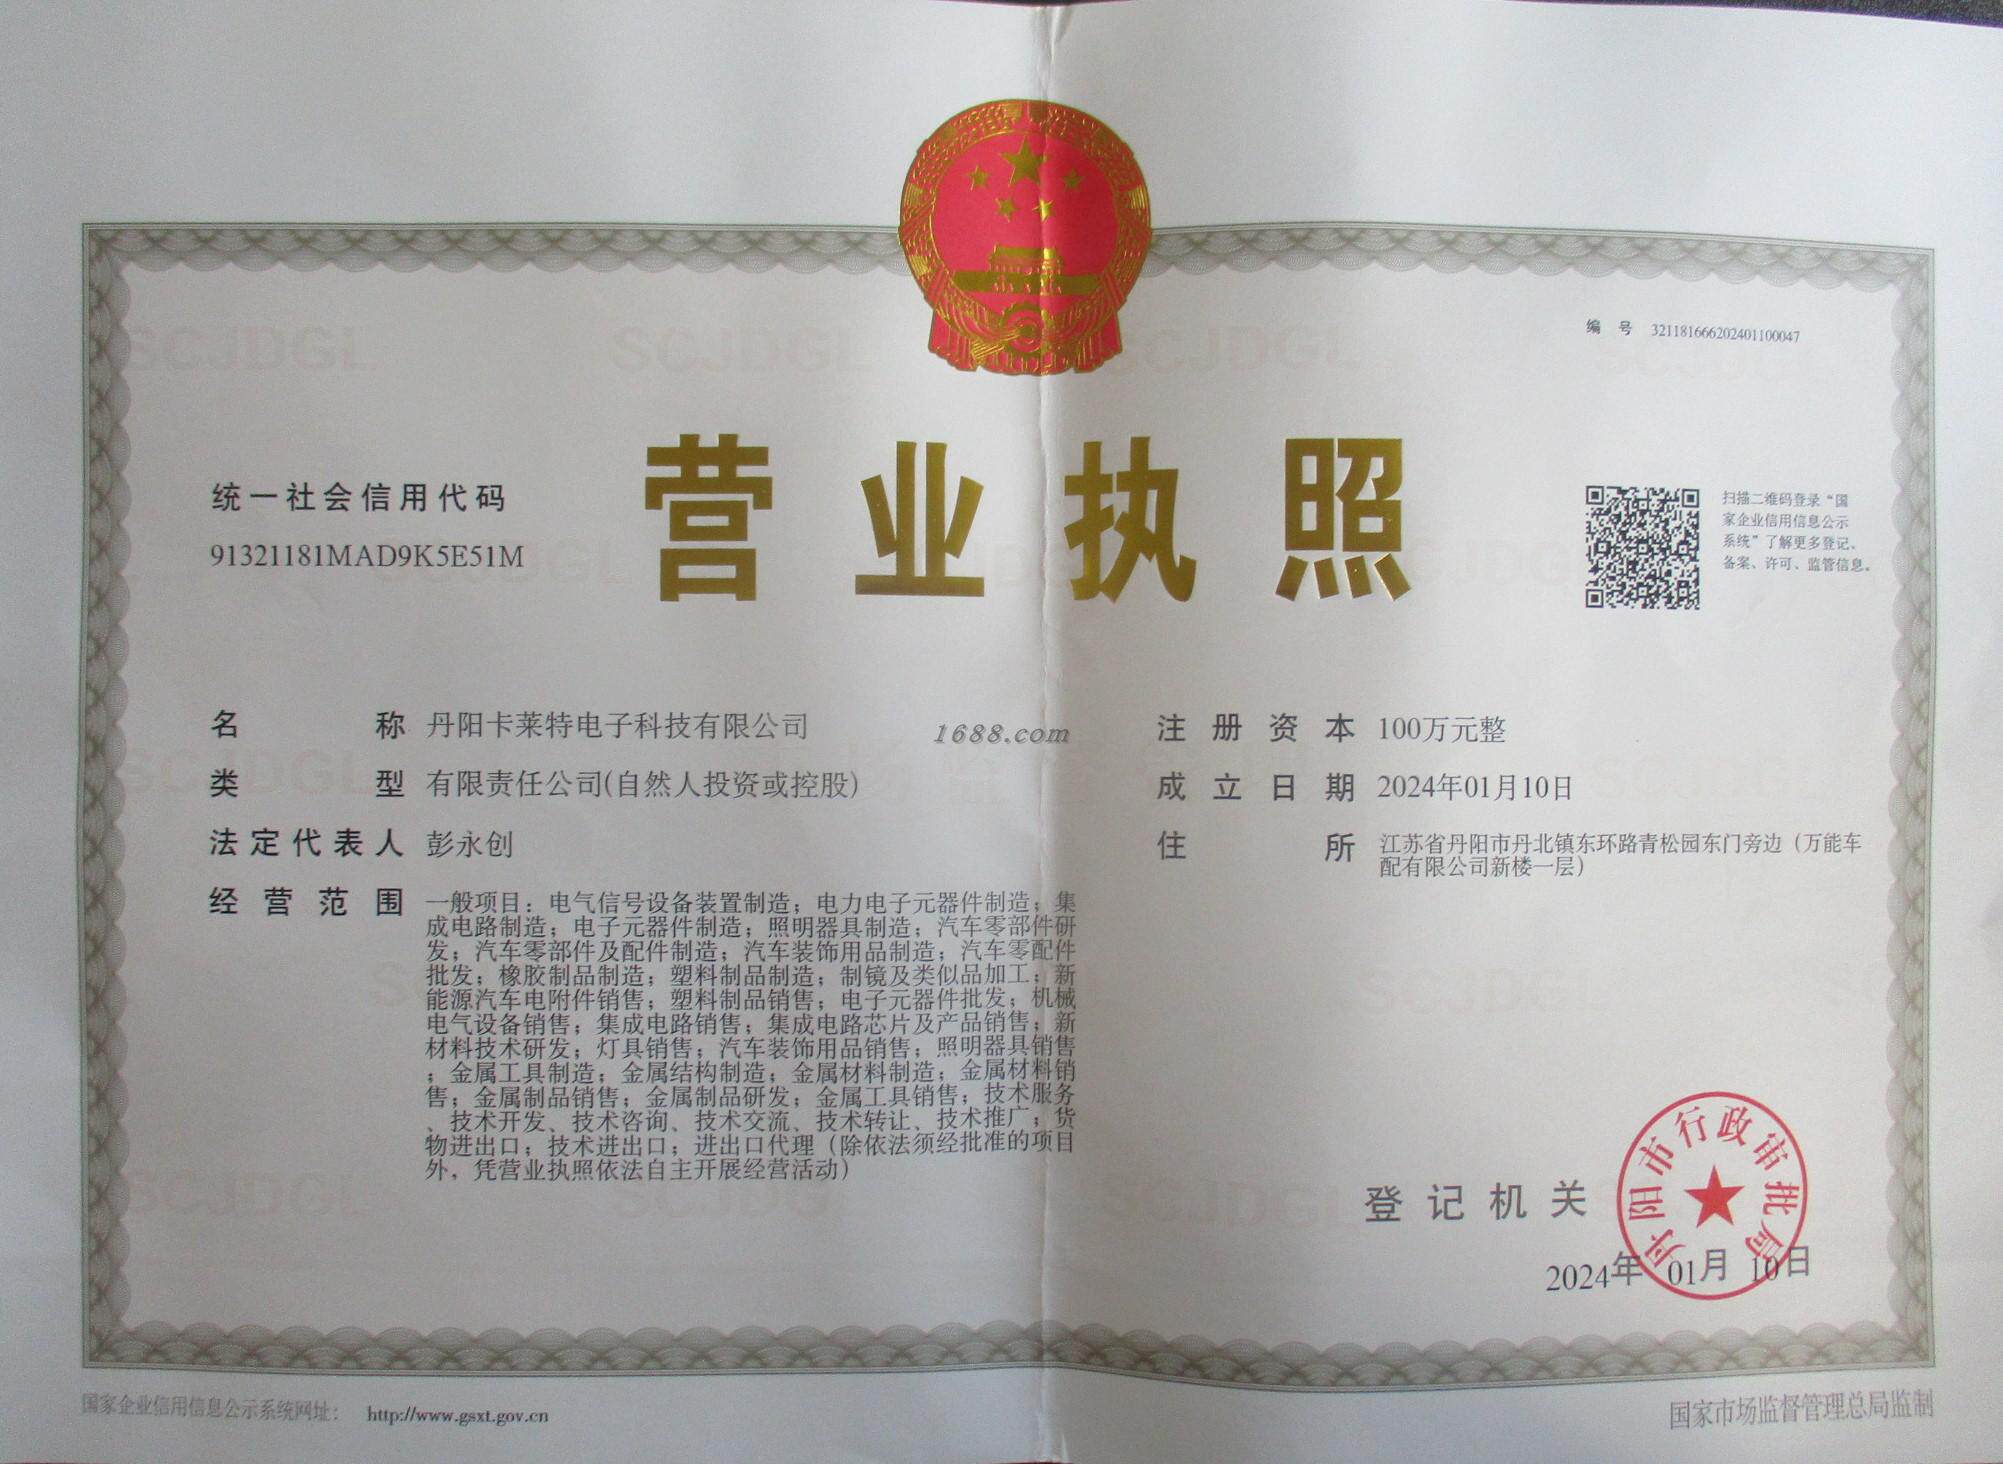 编号 321181666202401100047
营业执照
统一社会信用代码
91321181MAD9K5E51M
扫描二维码登录“国
家企业信用信息公示
系统”了解更多登记、
备案、许可、监管信息。
名称 丹阳卡莱特电子科技有限公司
类型 有限责任公司(自然人投资或控股)
法定代表人 彭永创
经营范围 一般项目：电气信号设备装置制造；电力电子元器件制造；集
成电路制造；电子元器件制造；照明器具制造；汽车零部件研
发；汽车零部件及配件制造；汽车装饰用品制造；汽车零配件
批发；橡胶制品制造；塑料制品制造；制镜及类似品加工；新
能源汽车电附件销售；塑料制品销售；电子元器件批发；机械
电气设备销售；集成电路销售；集成电路芯片及产品销售；新
材料技术研发；灯具销售；汽车装饰用品销售；照明器具销售
；金属工具制造；金属结构制造；金属材料制造；金属材料销
售；金属制品销售；金属制品研发；金属工具销售；技术服务
、技术开发、技术咨询、技术交流、技术转让、技术推广；货
物进出口；技术进出口；进出口代理（除依法须经批准的项目
外，凭营业执照依法自主开展经营活动）
1688.com
注册资本 100万元整
成立日期 2024年01月10日
住所 江苏省丹阳市丹北镇东环路青松园东门旁边（万能车
配有限公司新楼一层）
登记机关
丹阳市行政审批局
2024年 01月 10日
国家企业信用信息公示系统网址： http://www.gsxt.gov.cn
国家市场监督管理总局监制
SCJDGL